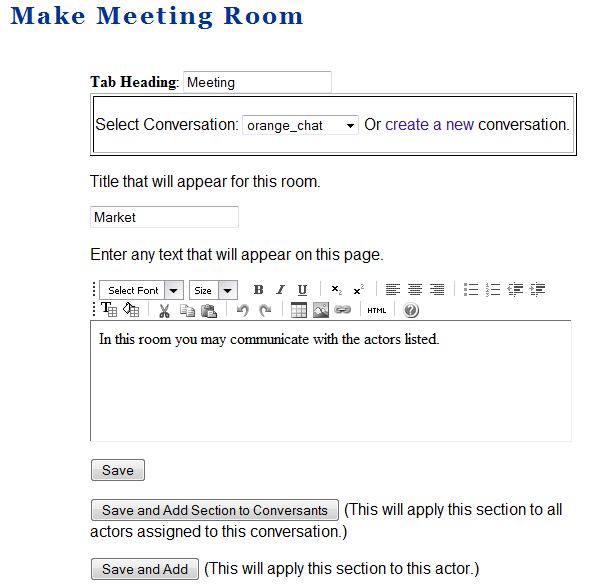 Make Meeting Room
Tab Heading: Meeting
Select Conversation: orange_chat Or create a new conversation.
Title that will appear for this room.
Market
Enter any text that will appear on this page.
Select Font Size B I U x₂ x²
T HTML ?
In this room you may communicate with the actors listed.
Save
Save and Add Section to Conversants (This will apply this section to all
actors assigned to this conversation.)
Save and Add (This will apply this section to this actor.)